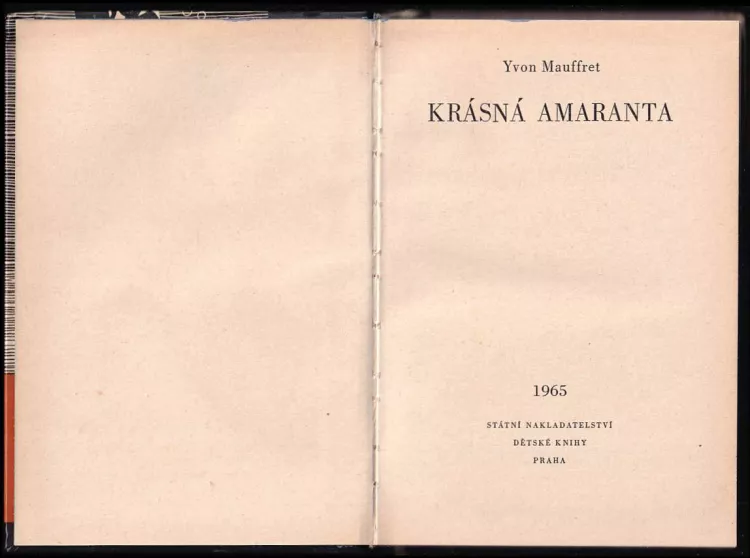 Yvon Mauffret
KRÁSNÁ AMARANTA
1965
STÁTNÍ NAKLADATELSTVÍ
DĚTSKÉ KNIHY
PRAHA